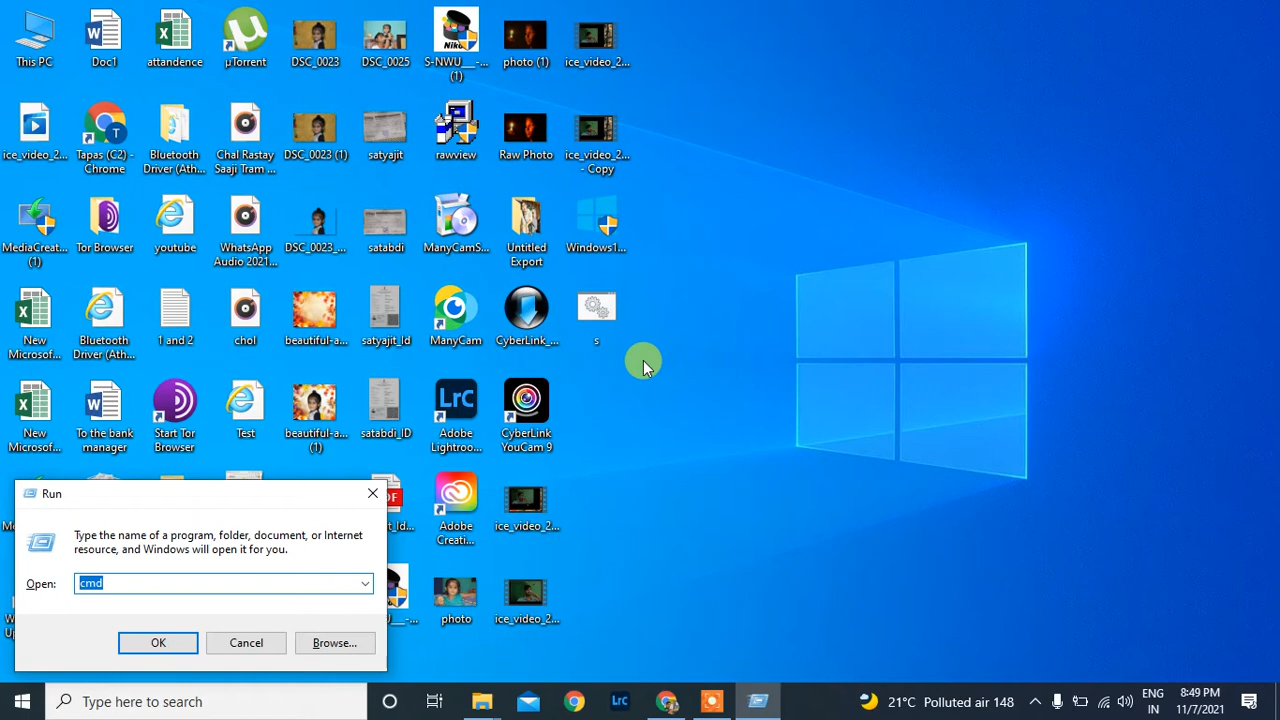 This PC
Doc1
attandence
µTorrent
DSC_0023
DSC_0025
S-NWU__-...
(1)
photo (1)
ice_video_2...
ice_video_2...
Tapas (C2) -
Chrome
Bluetooth
Driver (Ath...
Chal Rastay
Saaji Tram ...
DSC_0023 (1)
satyajit
rawview
Raw Photo
ice_video_2...
- Copy
MediaCreat...
(1)
Tor Browser
youtube
WhatsApp
Audio 2021...
DSC_0023_...
satabdi
ManyCamS...
Untitled
Export
Windows1...
New
Microsof...
Bluetooth
Driver (Ath...
1 and 2
chol
beautiful-a...
satyajit_Id
ManyCam
CyberLink_...
s
New
Microsof...
To the bank
manager
Start Tor
Browser
Test
beautiful-a...
(1)
satabdi_ID
LrC
Adobe
Lightroo...
CyberLink
YouCam 9
Adobe
Creati...
ice_video_2...
photo
ice_video_2...
Run
Type the name of a program, folder, document, or Internet
resource, and Windows will open it for you.
Open:
cmd
OK
Cancel
Browse...
Type here to search
LrC
21°C Polluted air 148
ENG
IN
8:49 PM
11/7/2021